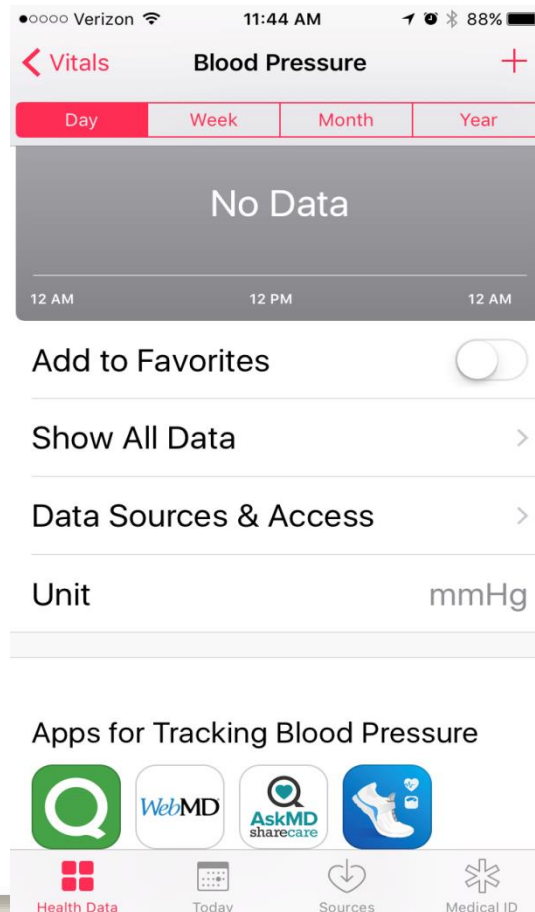 Verizon 11:44 AM 88%
Vitals Blood Pressure +
Day Week Month Year
No Data
12 AM 12 PM 12 AM
Add to Favorites
Show All Data
Data Sources & Access
Unit mmHg
Apps for Tracking Blood Pressure
Q WebMD AskMD
sharecare
Health Data Today Sources Medical ID